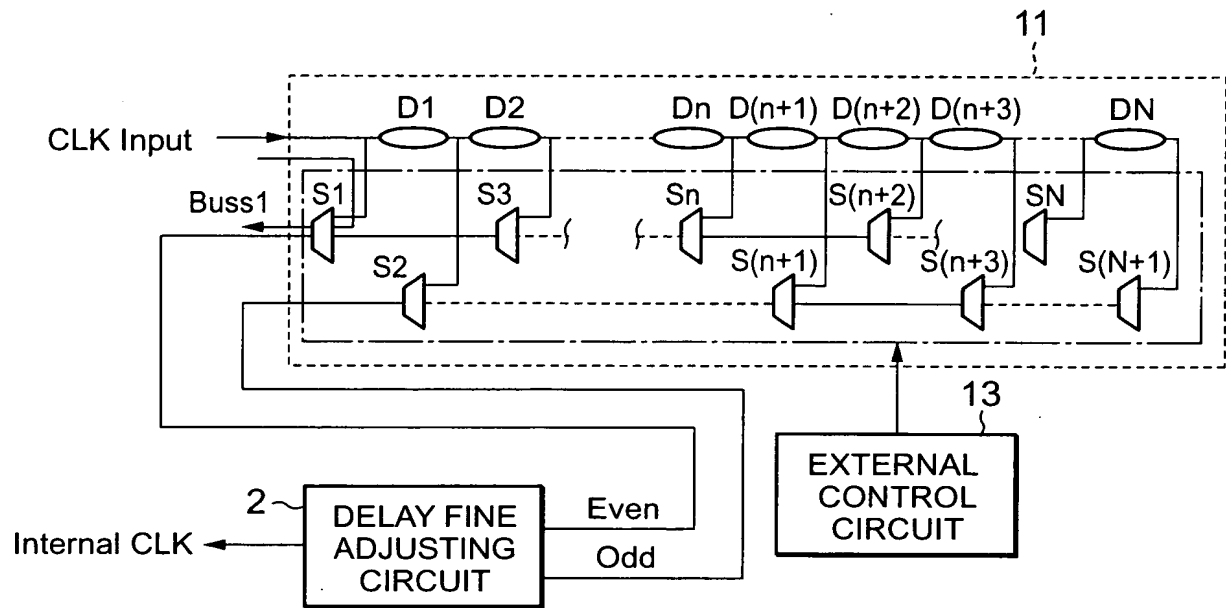 11
D1 D2 Dn D(n+1) D(n+2) D(n+3) DN
CLK Input
Buss1
S1 S3 Sn S(n+2) SN
S2 S(n+1) S(n+3) S(N+1)
13
EXTERNAL
CONTROL
CIRCUIT
2
DELAY FINE
ADJUSTING
CIRCUIT
Even
Odd
Internal CLK